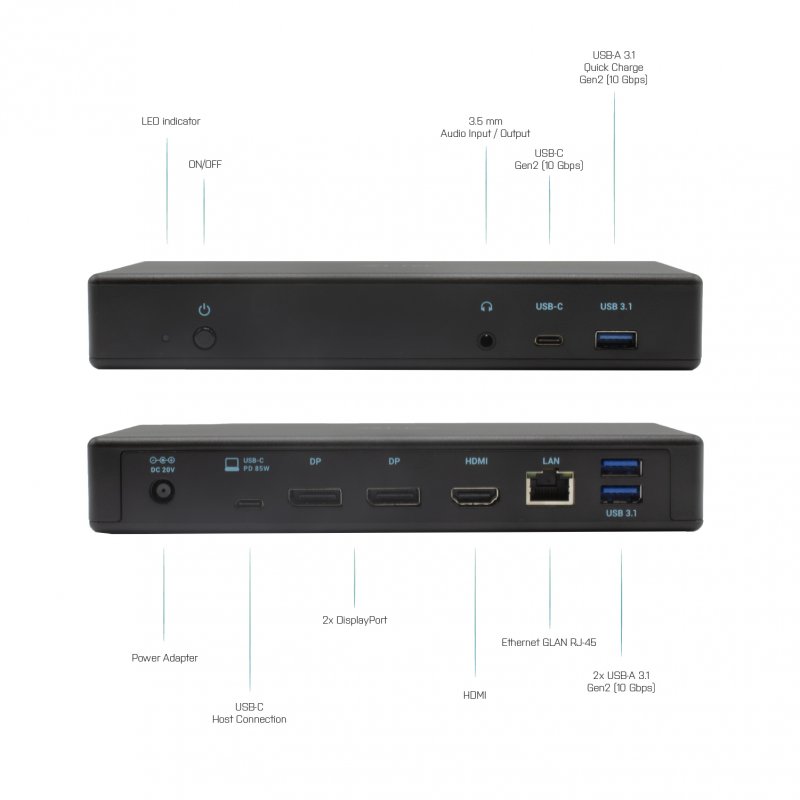 USB-A 3.1
Quick Charge
Gen2 (10 Gbps)
LED indicator
3.5 mm
Audio Input / Output
USB-C
Gen2 (10 Gbps)
ON/OFF
USB-C
USB 3.1
DC 20V
USB-C
PD 85W
DP
DP
HDMI
LAN
USB 3.1
2x DisplayPort
Ethernet GLAN RJ-45
Power Adapter
2x USB-A 3.1
Gen2 (10 Gbps)
HDMI
USB-C
Host Connection